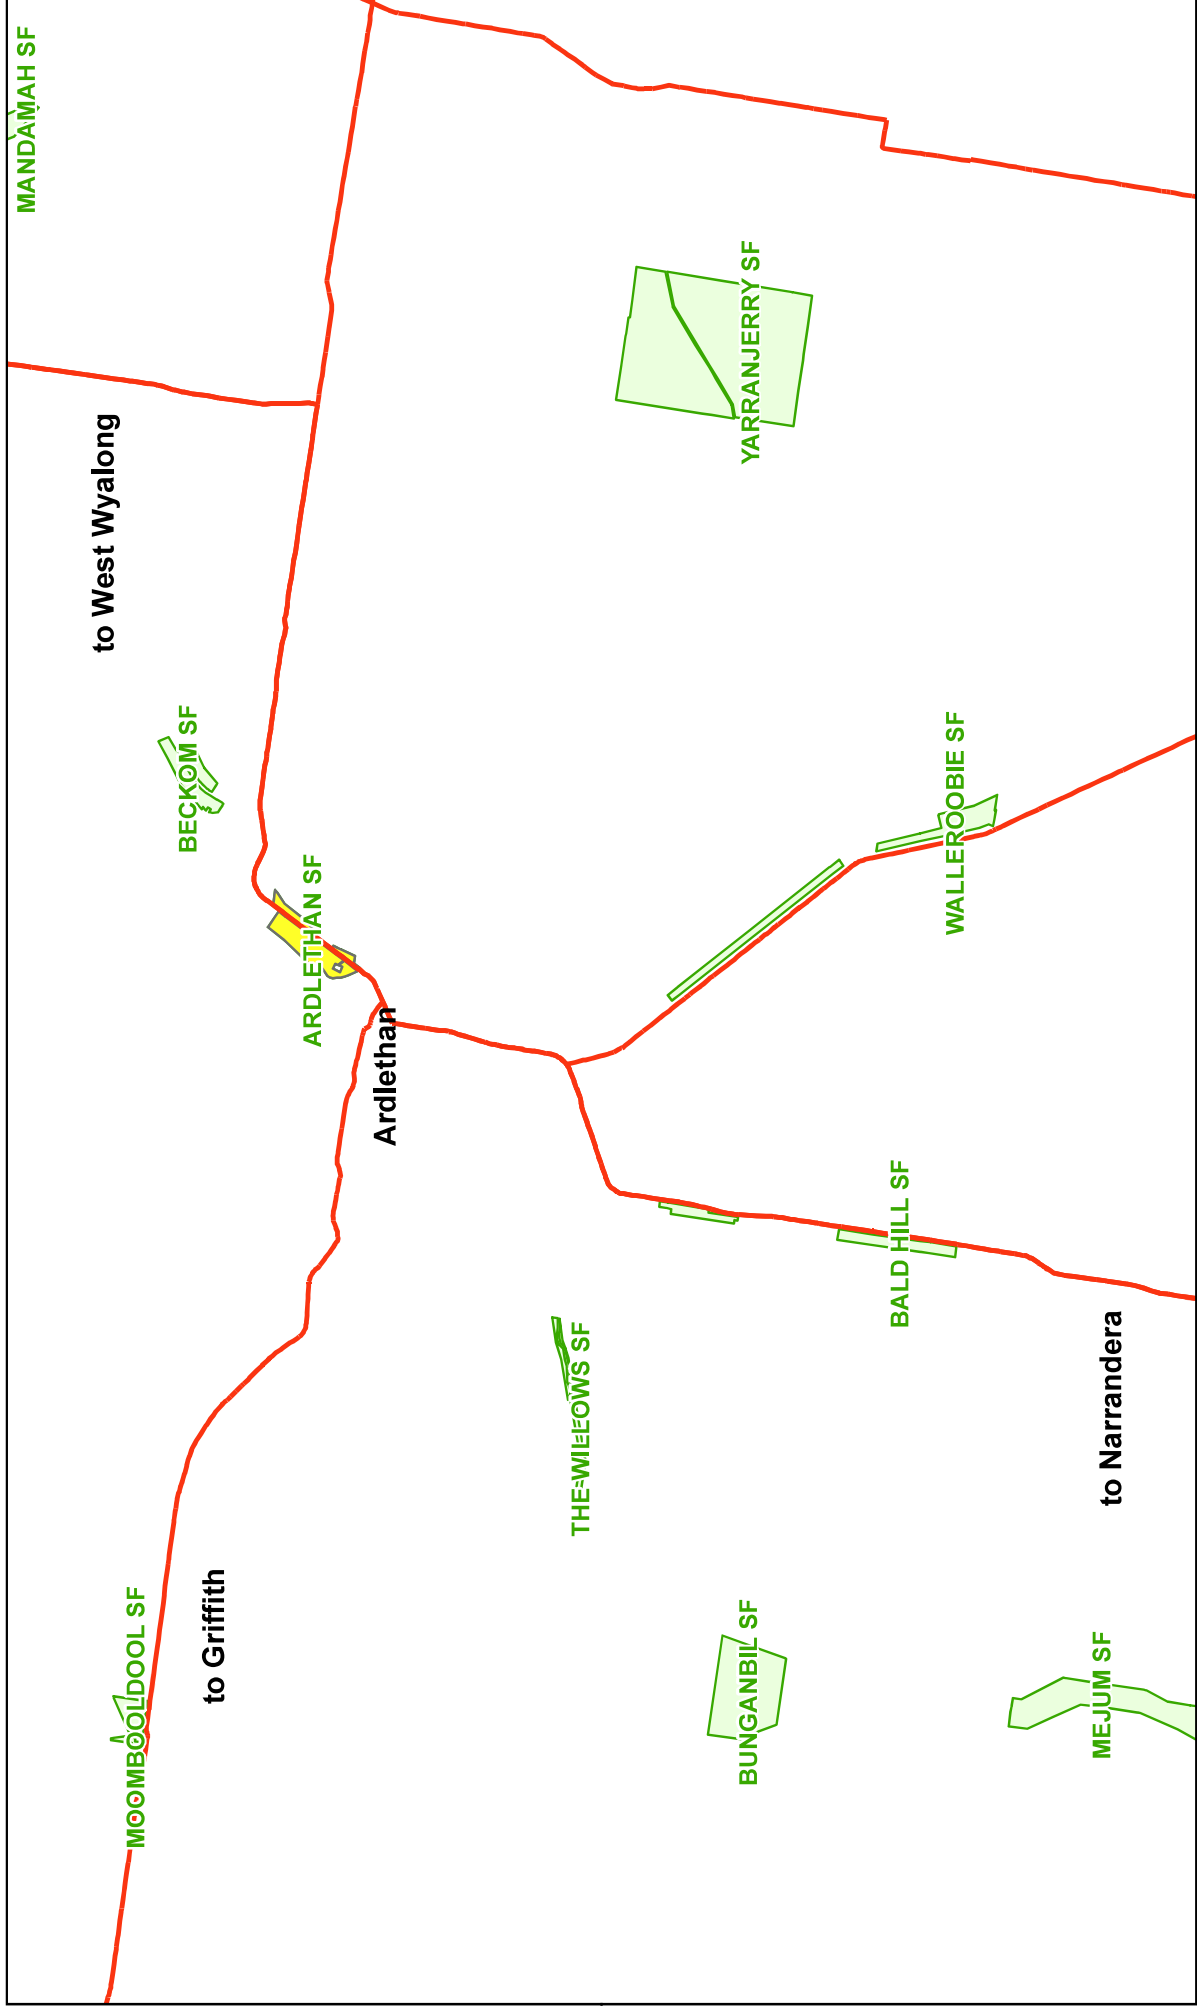 MANDAMAH SF
to West Wyalong
YARRANJERRY SF
BECKOM SF
WALLEROOBIE SF
ARDLETHAN SF
Ardlethan
BALD HILL SF
THE WILLOWS SF
to Narrandera
to Griffith
MOOMBOOLDOOL SF
BUNGANBIL SF
MEJUM SF